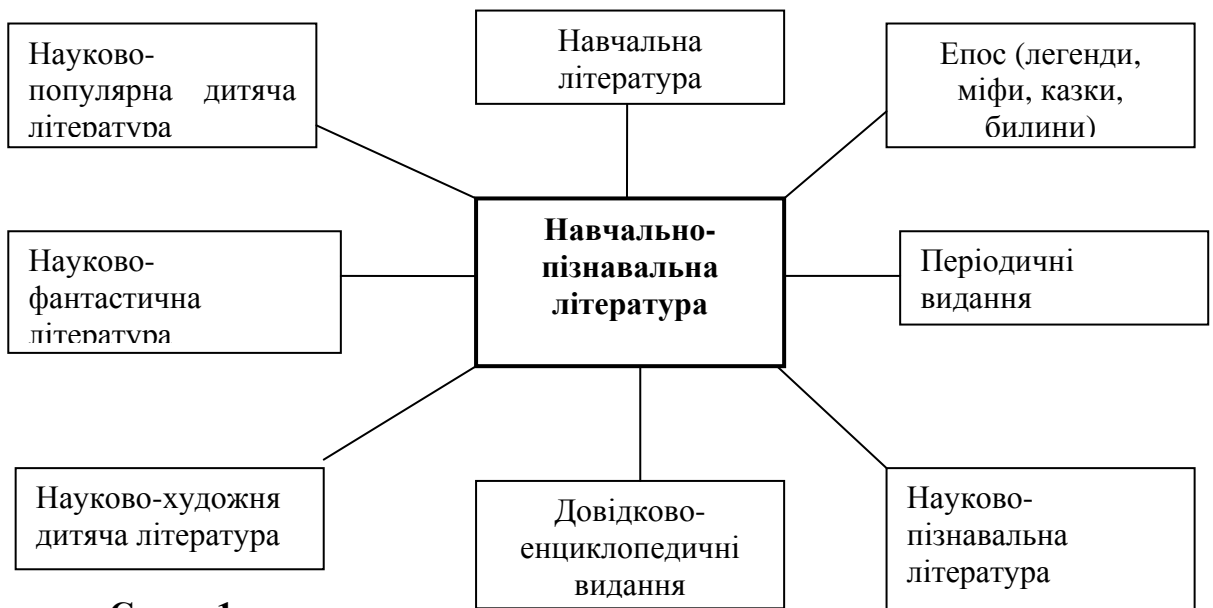 Науково-
популярна дитяча
література
Навчальна
література
Епос (легенди,
міфи, казки,
билини)
Науково-
фантастична
література
Навчально-
пізнавальна
література
Періодичні
видання
Науково-художня
дитяча література
Довідково-
енциклопедичні
видання
Науково-
пізнавальна
література